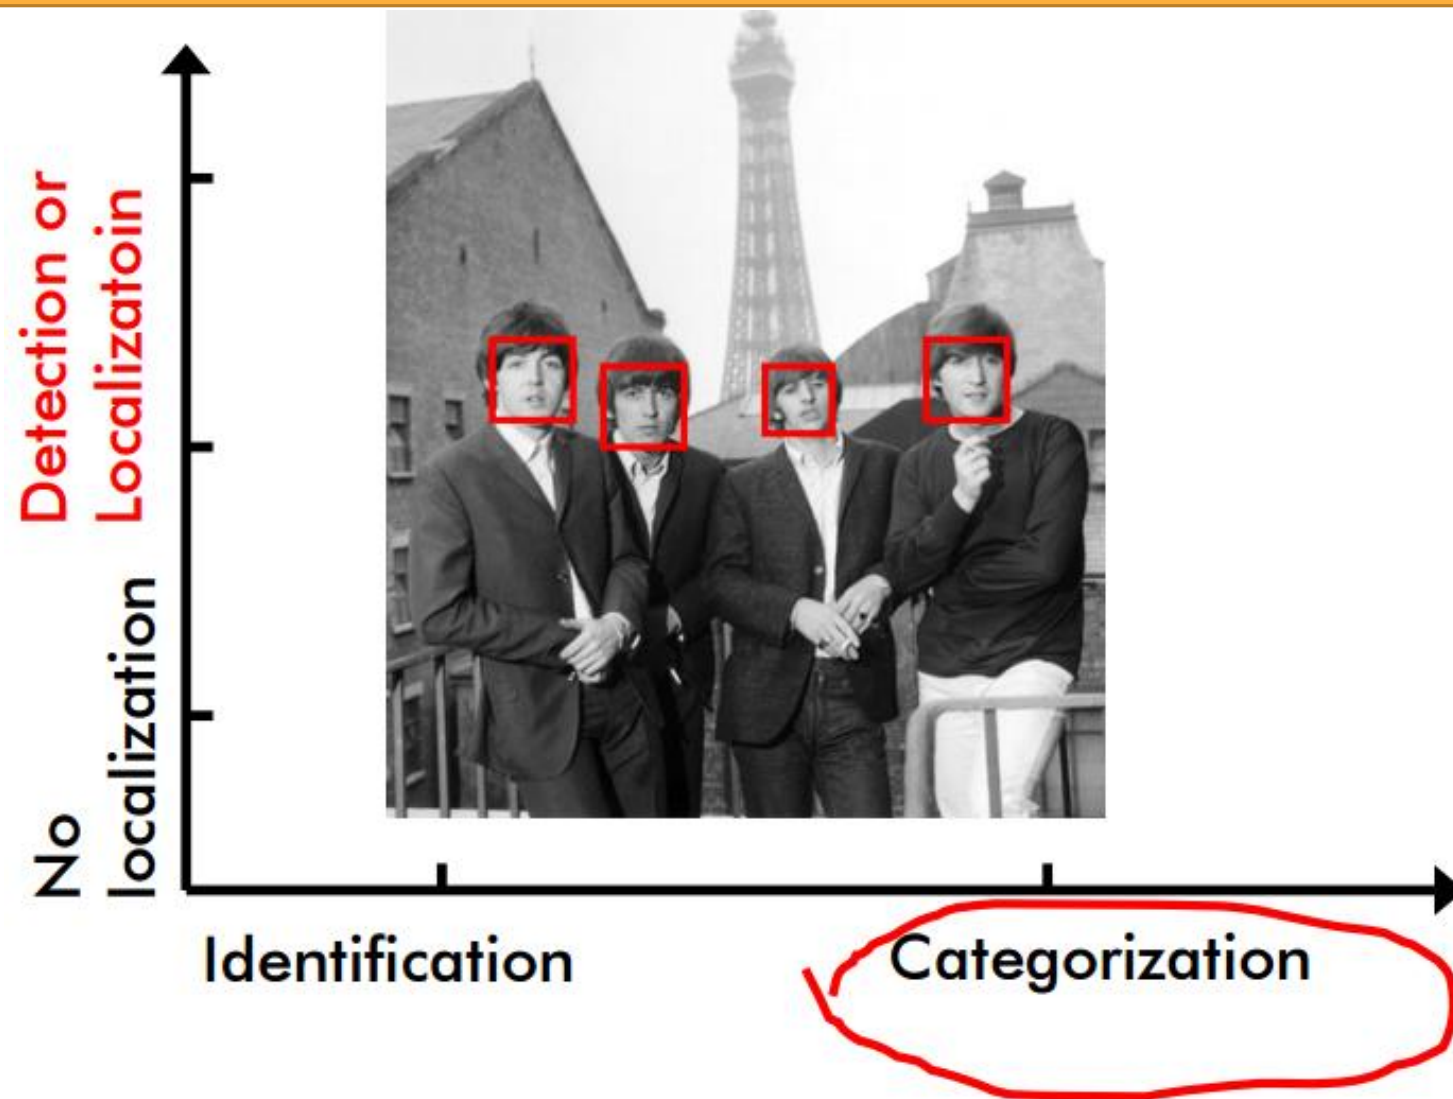 Detection or
Localizatoin
No
localization
Identification
Categorization